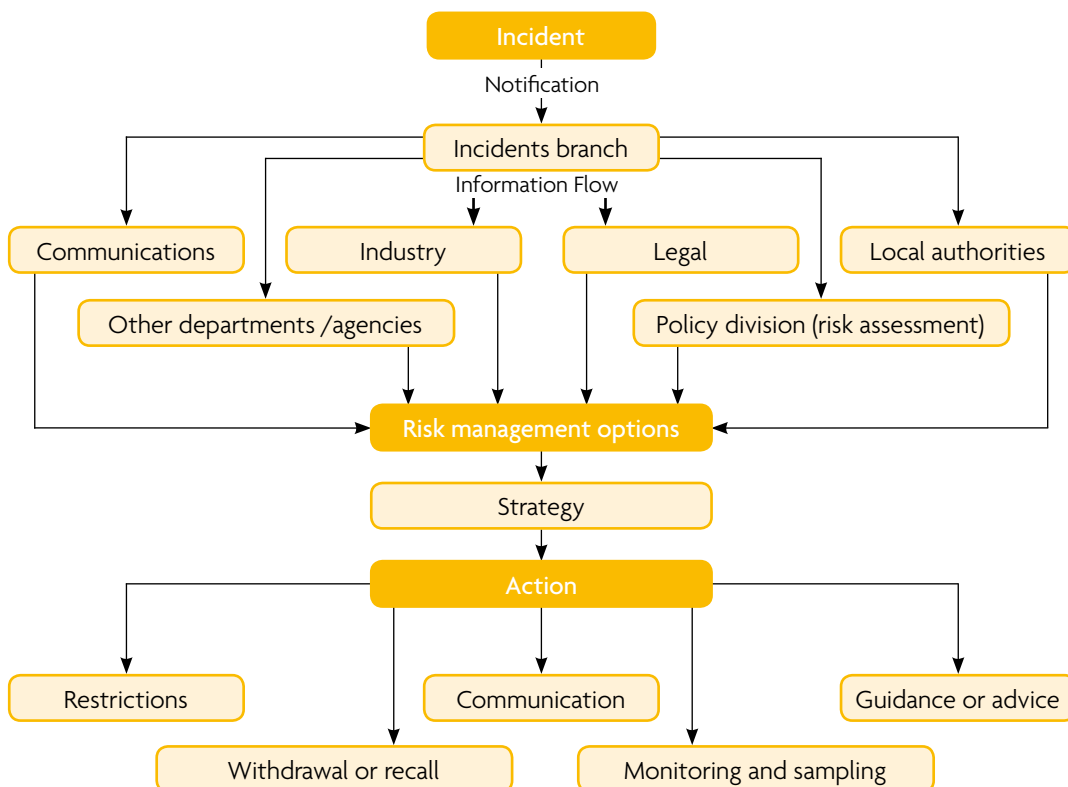 Incident
Notification
Incidents branch
Information Flow
Communications
Industry
Legal
Local authorities
Other departments /agencies
Policy division (risk assessment)
Risk management options
Strategy
Action
Restrictions
Communication
Guidance or advice
Withdrawal or recall
Monitoring and sampling